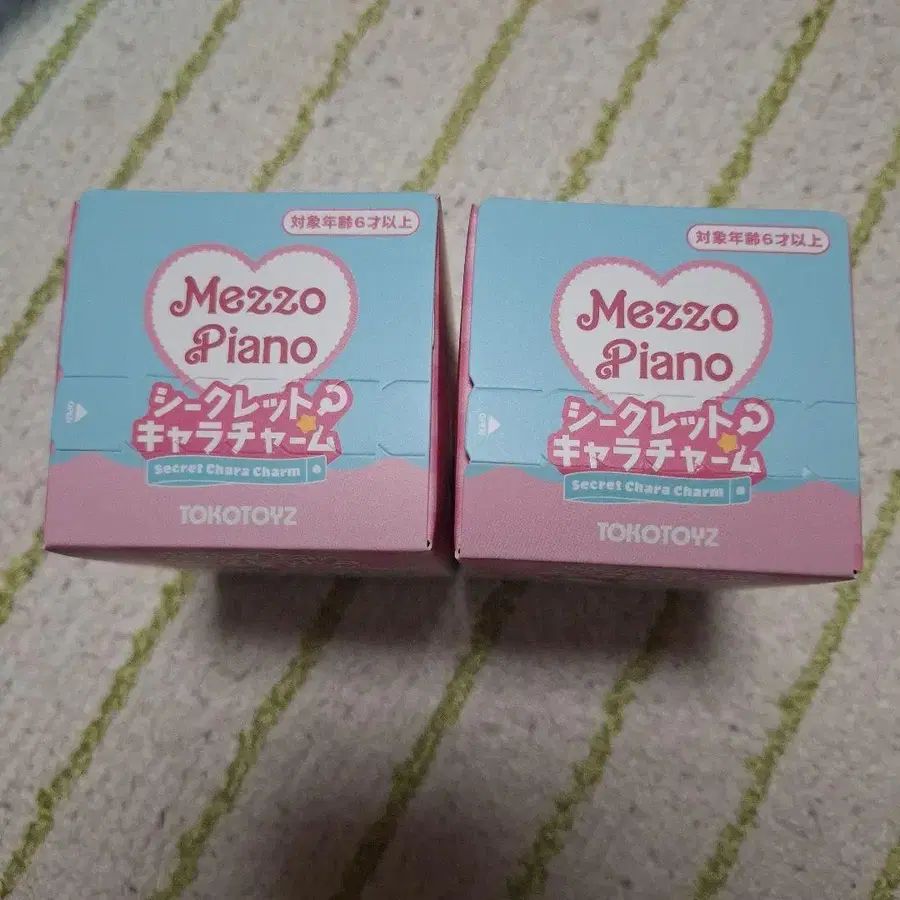 対象年齢6才以上
Mezzo
Piano
シークレット?
キャラチャーム
Secret Chara Charm
OPEN
TOKOTOYZ
対象年齢6才以上
Mezzo
Piano
シークレット?
キャラチャーム
Secret Chara Charm
OPEN
TOKOTOYZ